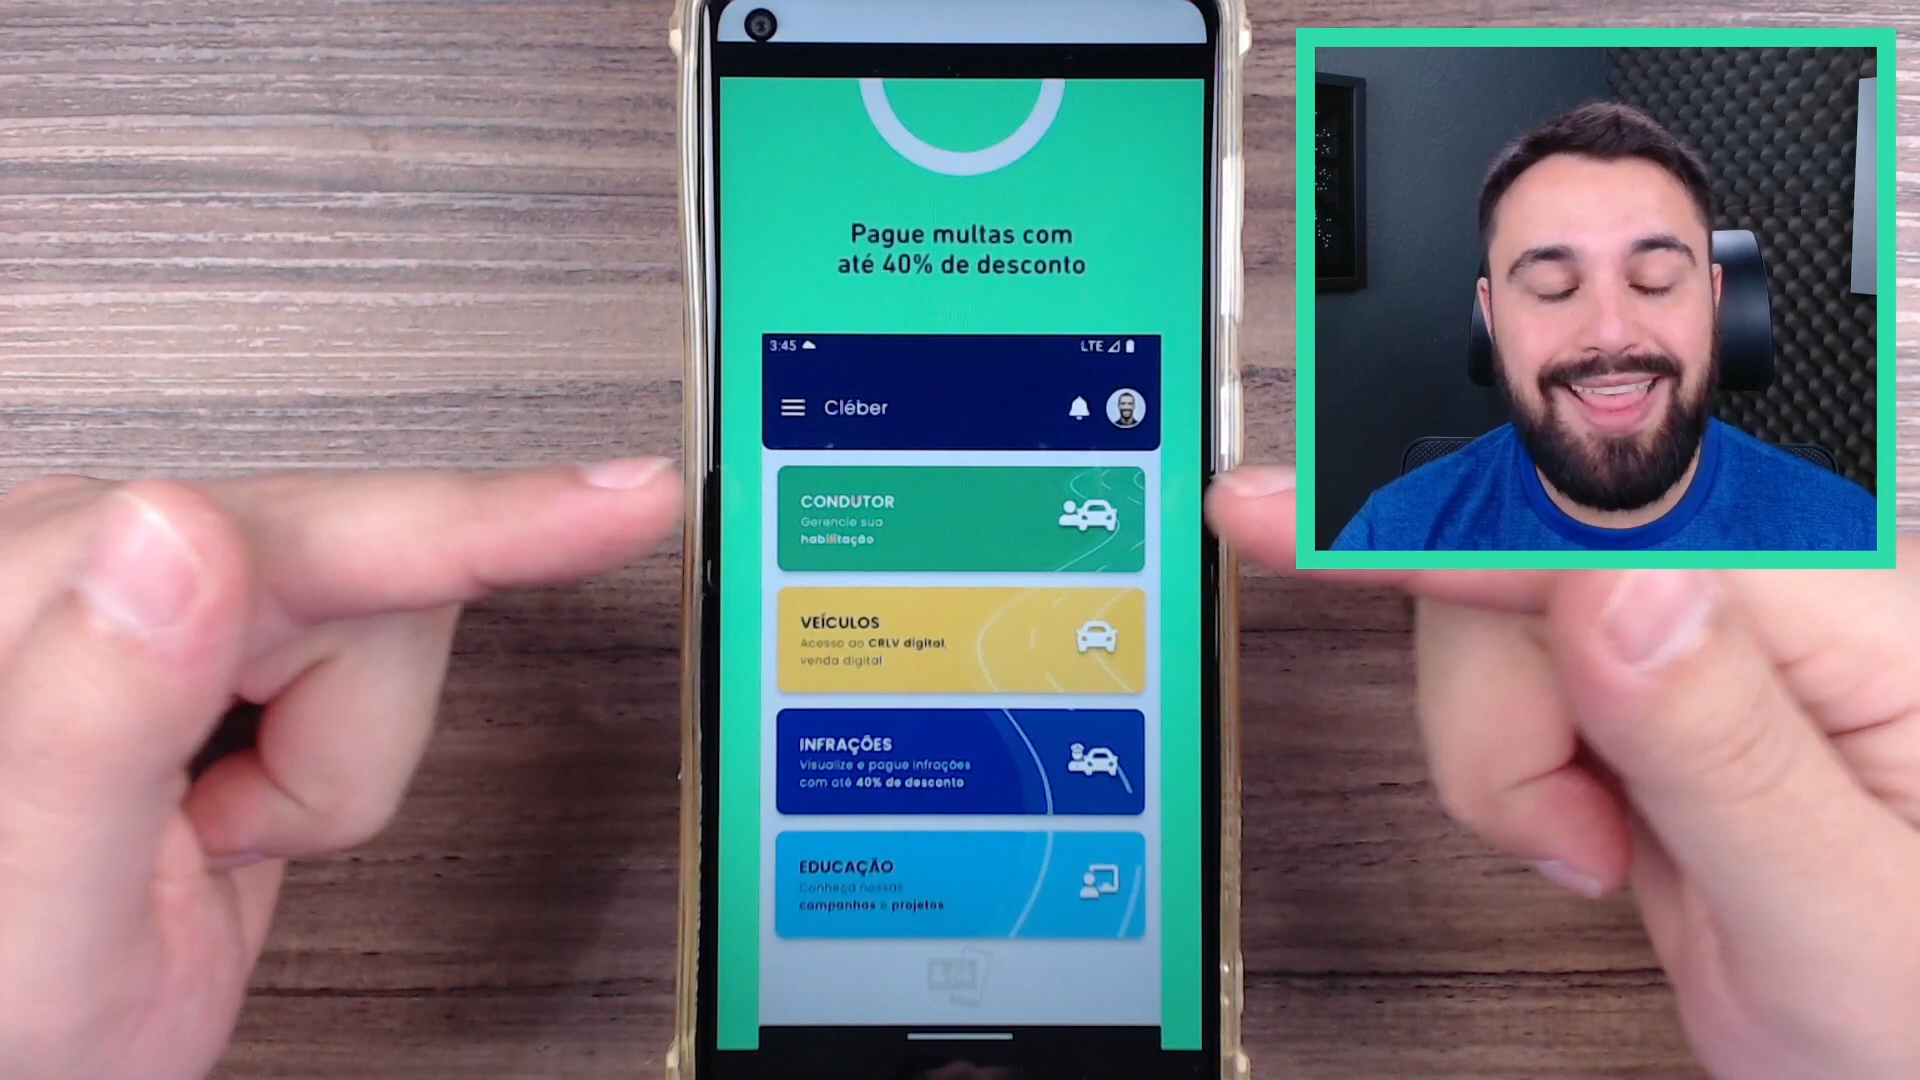 Pague multas com
até 40% de desconto
3:45
LTE
Cléber
CONDUTOR
Gerencie sua
habilitação
VEÍCULOS
Acesso ao CRLV digital,
venda digital
INFRAÇÕES
Visualize e pague infrações
com até 40% de desconto
EDUCAÇÃO
Conheça nossas
campanhas e projetos